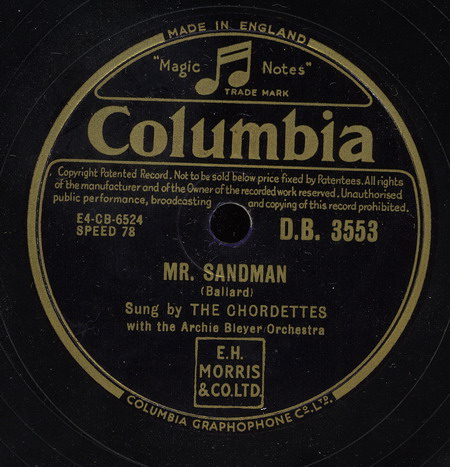 MADE IN ENGLAND
"Magic Notes"
TRADE MARK
Columbia
Copyright Patented Record. Not to be sold below price fixed by Patentees. All rights
of the manufacturer and of the Owner of the recorded work reserved. Unauthorised
public performance, broadcasting and copying of this record prohibited.
E4-CB-6524
SPEED 78
D.B. 3553
MR. SANDMAN
(Ballard)
Sung by THE CHORDETTES
with the Archie Bleyer Orchestra
E.H.
MORRIS
& CO. LTD.
COLUMBIA GRAPHOPHONE Co. LTD.